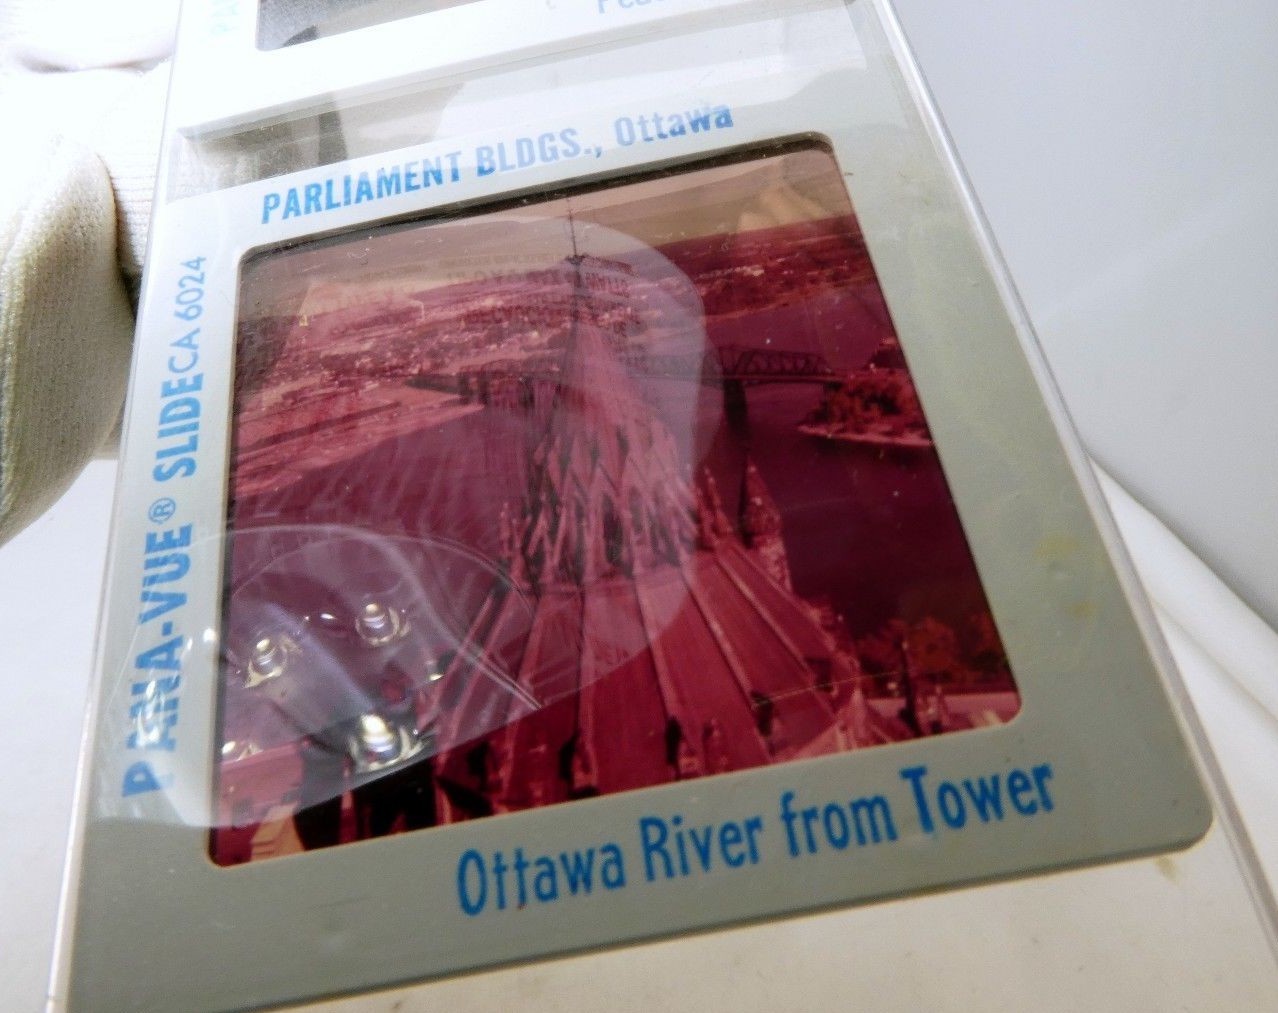 PARLIAMENT BLDGS., Ottawa
PANA-VUE® SLIDE CA 6024
Ottawa River from Tower